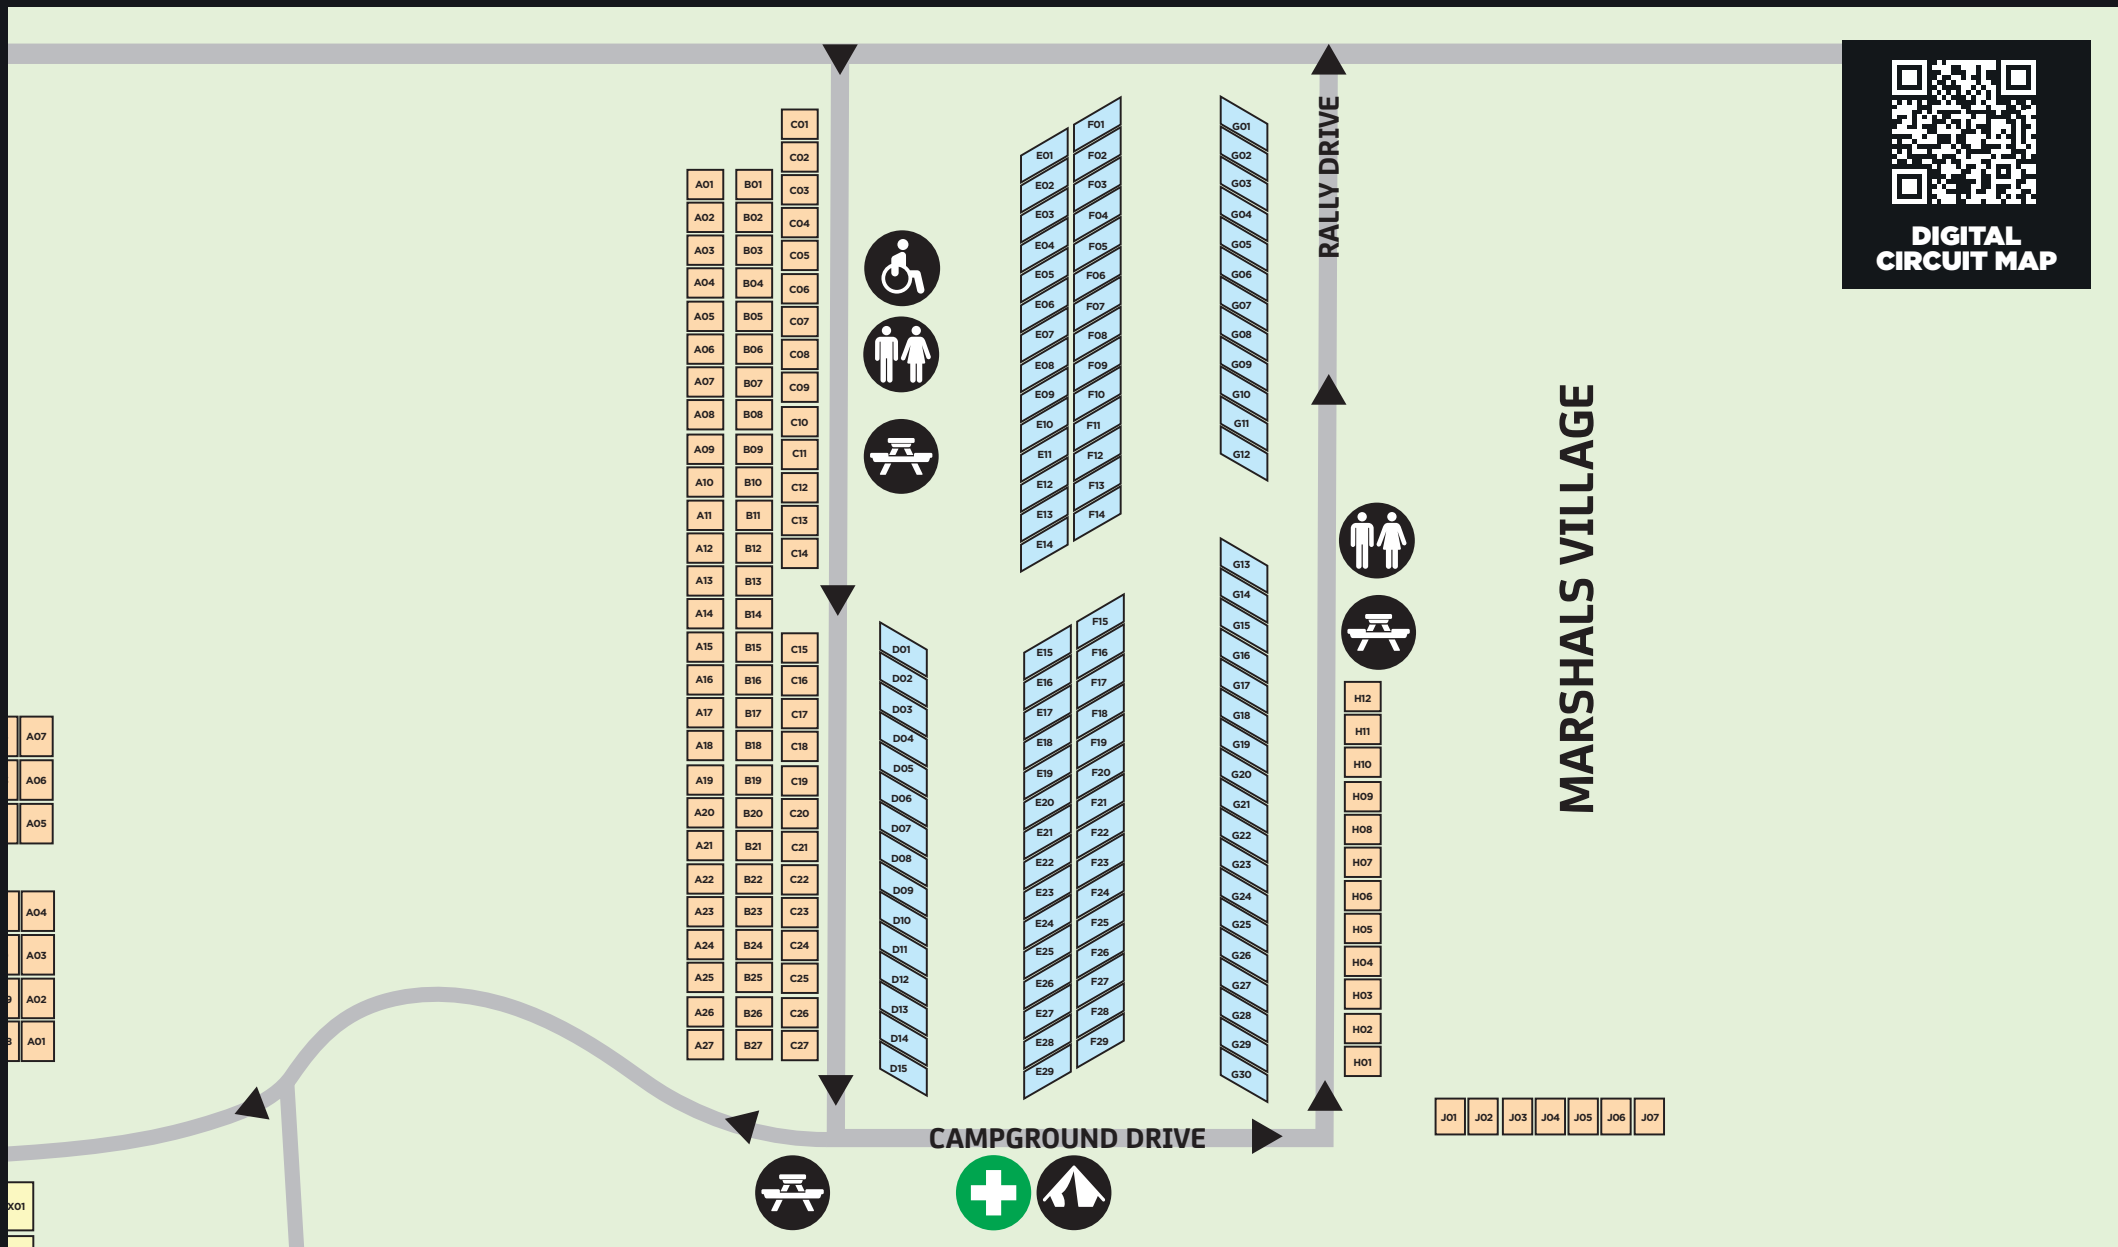 DIGITAL
CIRCUIT MAP
RALLY DRIVE
MARSHALS VILLAGE
CAMPGROUND DRIVE
A01
A02
A03
A04
A05
A06
A07
A08
A09
A10
A11
A12
A13
A14
A15
A16
A17
A18
A19
A20
A21
A22
A23
A24
A25
A26
A27
B01
B02
B03
B04
B05
B06
B07
B08
B09
B10
B11
B12
B13
B14
B15
B16
B17
B18
B19
B20
B21
B22
B23
B24
B25
B26
B27
C01
C02
C03
C04
C05
C06
C07
C08
C09
C10
C11
C12
C13
C14
C15
C16
C17
C18
C19
C20
C21
C22
C23
C24
C25
C26
C27
D01
D02
D03
D04
D05
D06
D07
D08
D09
D10
D11
D12
D13
D14
D15
E01
E02
E03
E04
E05
E06
E07
E08
E09
E10
E11
E12
E13
E14
E15
E16
E17
E18
E19
E20
E21
E22
E23
E24
E25
E26
E27
E28
E29
F01
F02
F03
F04
F05
F06
F07
F08
F09
F10
F11
F12
F13
F14
F15
F16
F17
F18
F19
F20
F21
F22
F23
F24
F25
F26
F27
F28
F29
G01
G02
G03
G04
G05
G06
G07
G08
G09
G10
G11
G12
G13
G14
G15
G16
G17
G18
G19
G20
G21
G22
G23
G24
G25
G26
G27
G28
G29
G30
H12
H11
H10
H09
H08
H07
H06
H05
H04
H03
H02
H01
J01 J02 J03 J04 J05 J06 J07
A07
A06
A05
A04
A03
A02
A01
X01